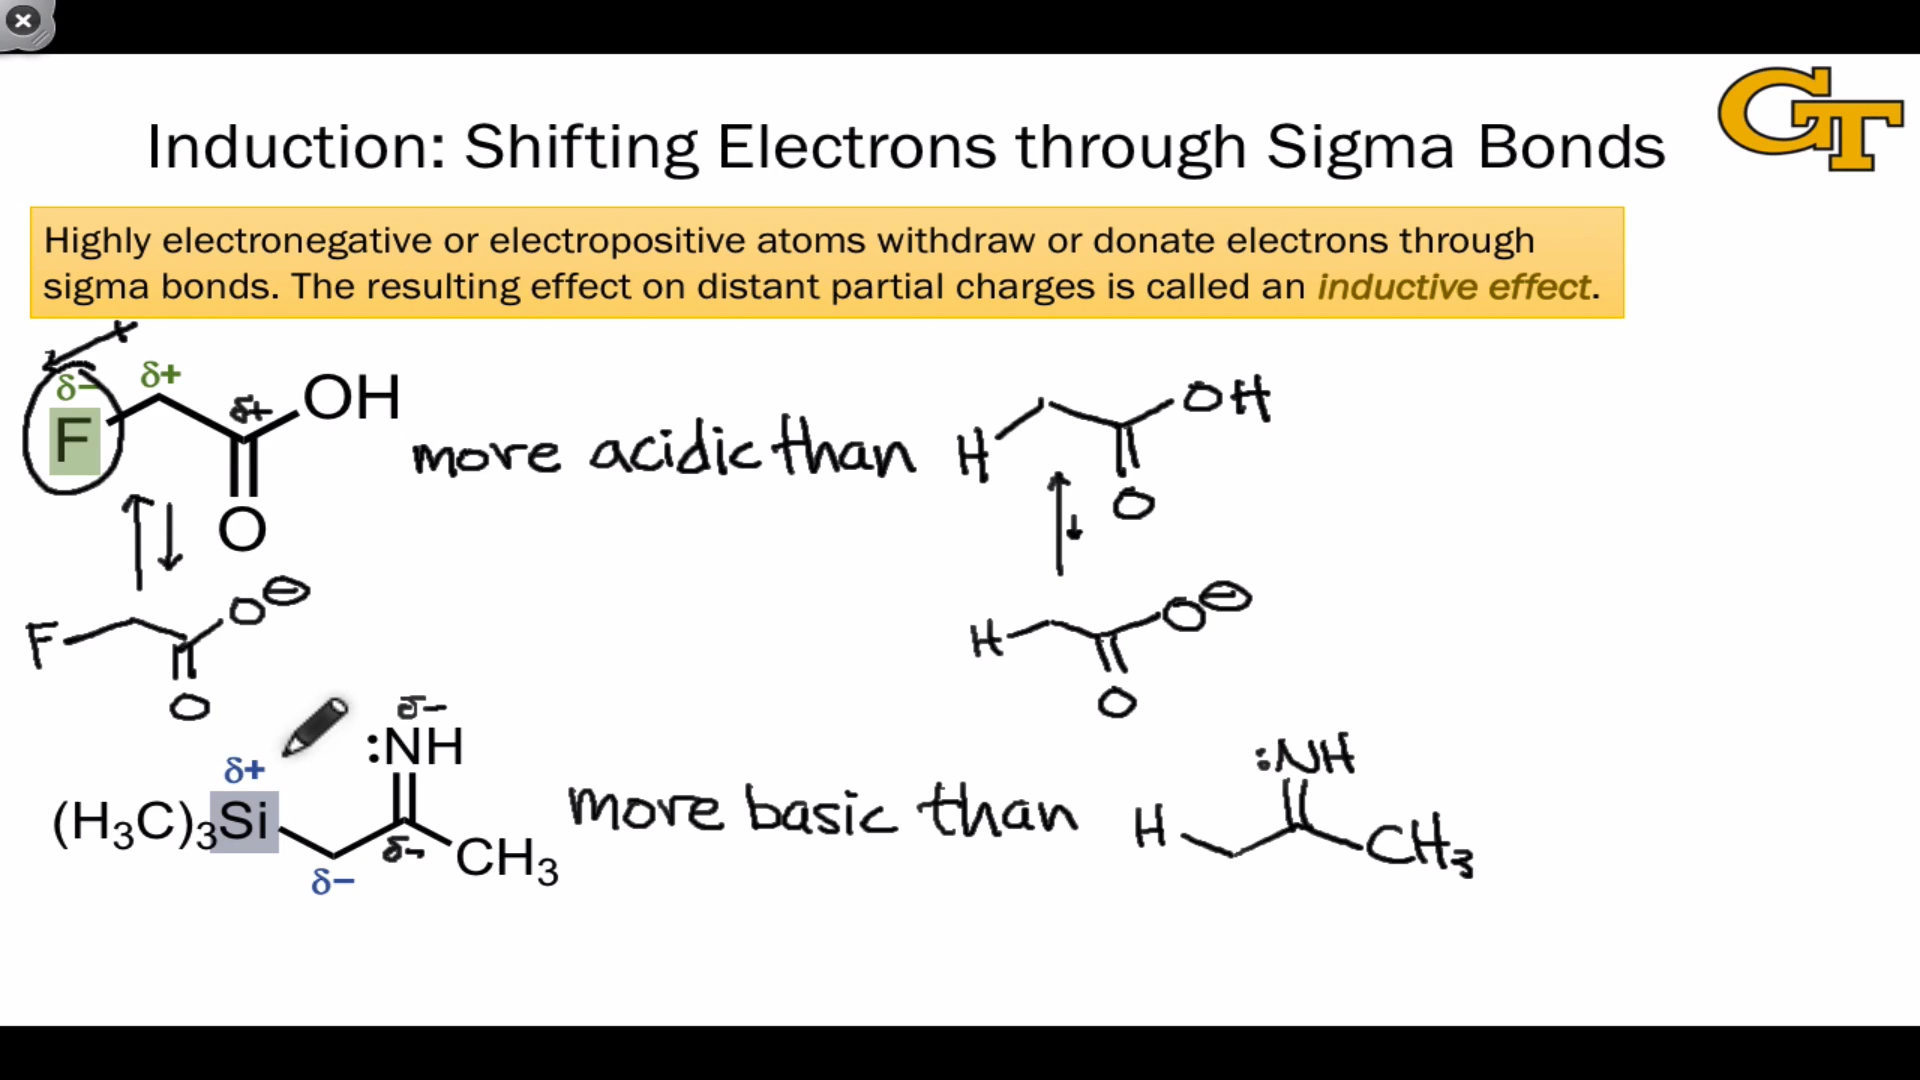 Induction: Shifting Electrons through Sigma Bonds
GT
Highly electronegative or electropositive atoms withdraw or donate electrons through
sigma bonds. The resulting effect on distant partial charges is called an inductive effect.
δ− δ+
F δ+ OH
O
more acidic than
H OH
O
F O⊖
O
H O⊖
O
δ−
:NH
δ+
(H₃C)₃Si
δ−
δ− CH₃
more basic than
:NH
H CH₃